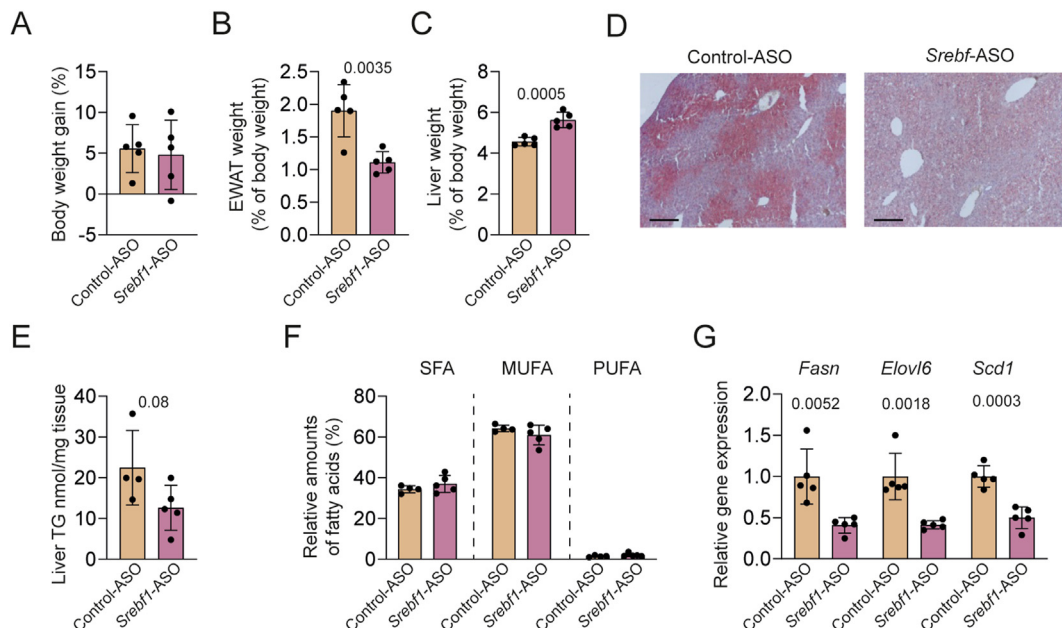 A
Body weight gain (%)
15
10
5
0
-5
Control-ASO
Srebf1-ASO
B
EWAT weight
(% of body weight)
0.0035
2.5
2.0
1.5
1.0
0.5
0.0
Control-ASO
Srebf1-ASO
C
Liver weight
(% of body weight)
0.0005
8
6
4
2
0
Control-ASO
Srebf1-ASO
D
Control-ASO
Srebf-ASO
E
Liver TG nmol/mg tissue
0.08
40
30
20
10
0
Control-ASO
Srebf1-ASO
F
Relative amounts
of fatty acids (%)
SFA
MUFA
PUFA
80
60
40
20
0
Control-ASO
Srebf1-ASO
Control-ASO
Srebf1-ASO
Control-ASO
Srebf1-ASO
G
Relative gene expression
Fasn
Elovl6
Scd1
0.0052
0.0018
0.0003
2.0
1.5
1.0
0.5
0.0
Control-ASO
Srebf1-ASO
Control-ASO
Srebf1-ASO
Control-ASO
Srebf1-ASO